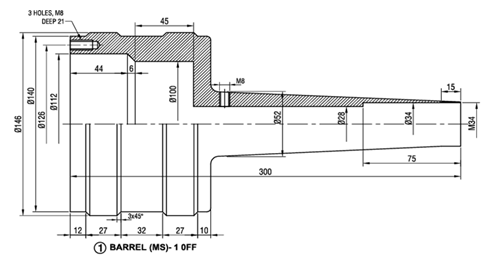 3 HOLES, M8
DEEP 21
45
44
6
M8
15
Ø146
Ø140
Ø126
Ø112
Ø100
Ø52
Ø28
Ø34
M34
75
300
3x45°
12
27
32
27
10
1 BARREL (MS)- 1 0FF